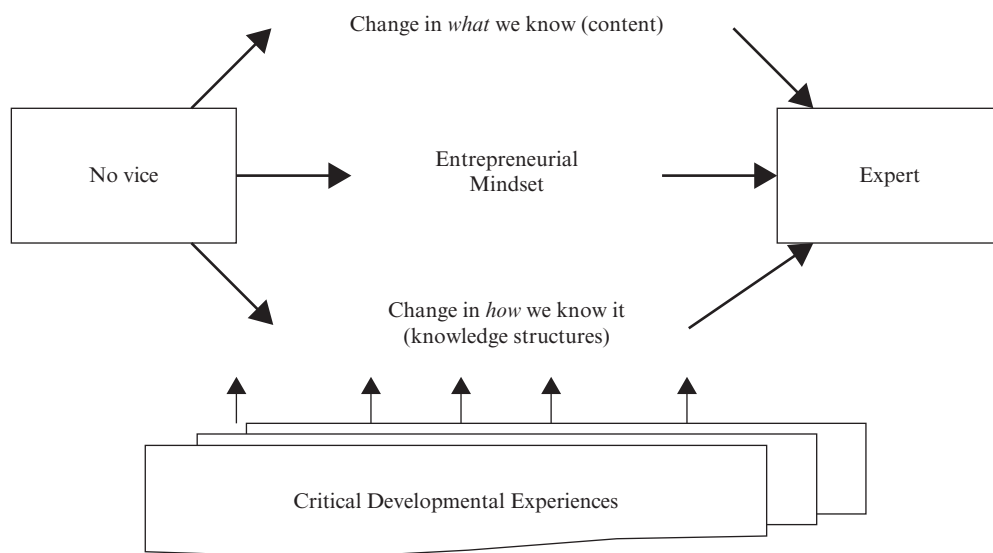 Change in what we know (content)
No vice
Entrepreneurial
Mindset
Expert
Change in how we know it
(knowledge structures)
Critical Developmental Experiences